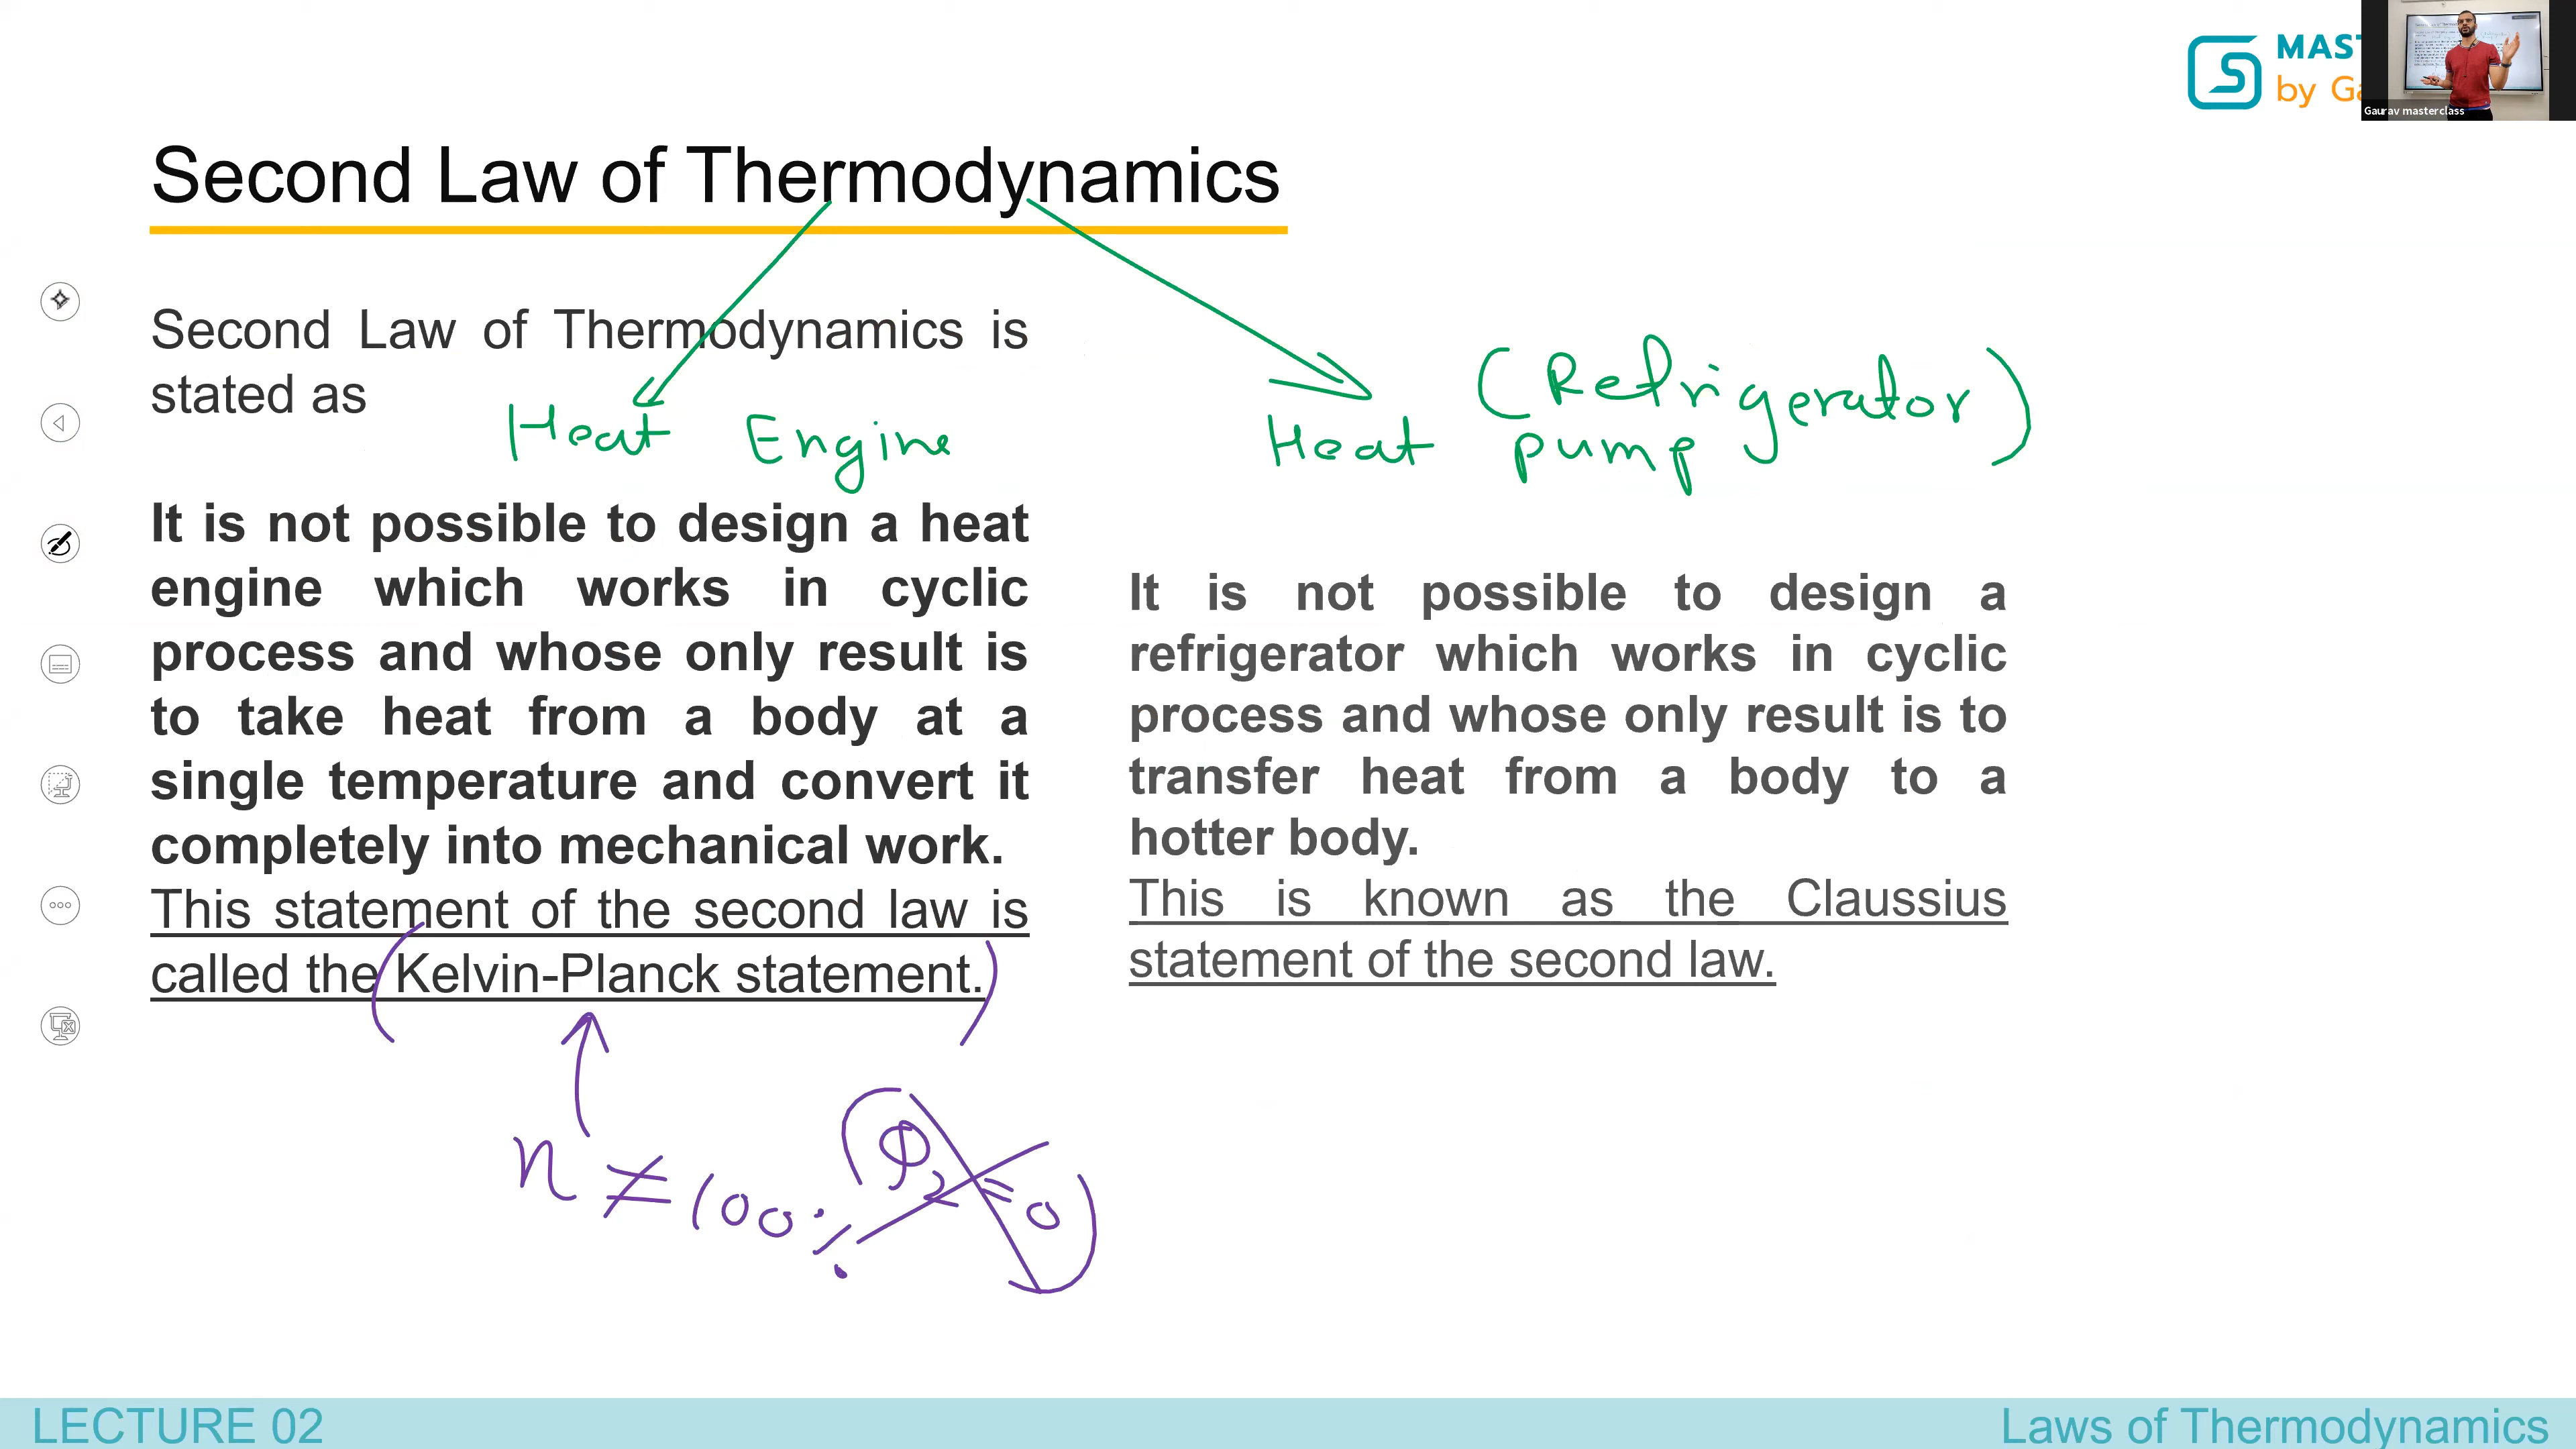 MAST
by Ga
Gaurav masterclass
Second Law of Thermodynamics
Second Law of Thermodynamics is
stated as
Heat Engine
(Refrigerator)
Heat pump
It is not possible to design a heat
engine which works in cyclic
process and whose only result is
to take heat from a body at a
single temperature and convert it
completely into mechanical work.
This statement of the second law is
called the Kelvin-Planck statement.
η ≠ 100%
(Q₂ = 0)
It is not possible to design a
refrigerator which works in cyclic
process and whose only result is to
transfer heat from a body to a
hotter body.
This is known as the Claussius
statement of the second law.
LECTURE 02
Laws of Thermodynamics